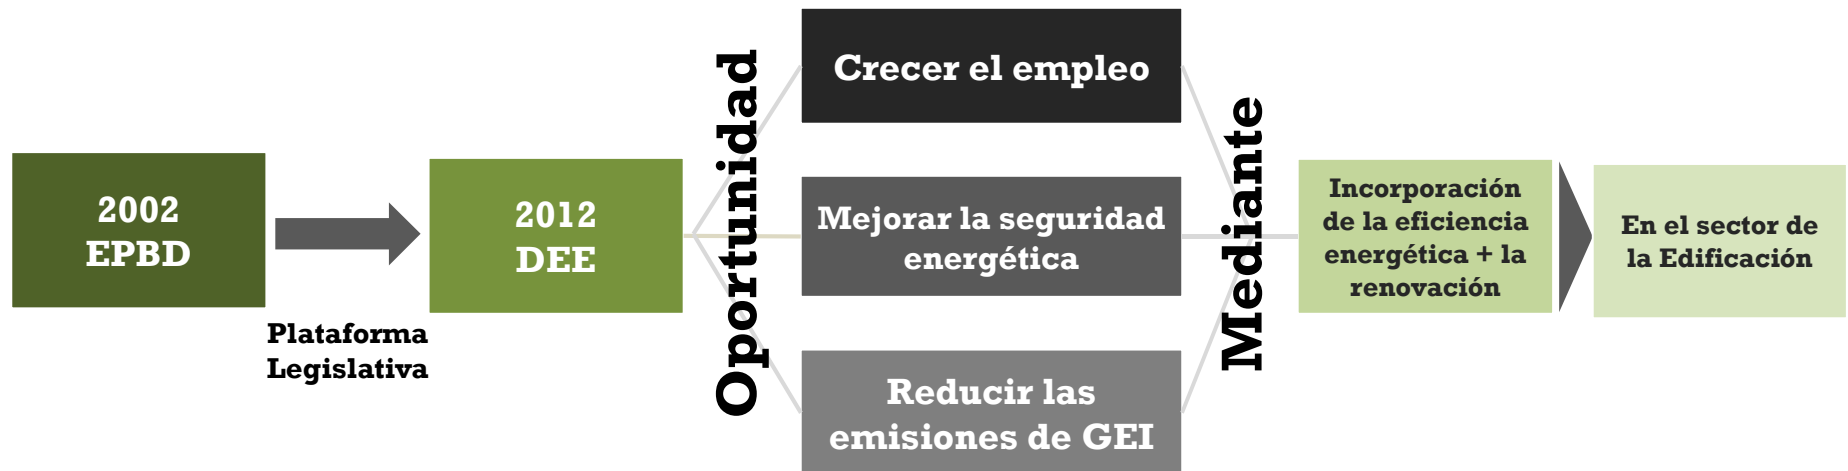 2002
EPBD
Plataforma
Legislativa
2012
DEE
Oportunidad
Crecer el empleo
Mejorar la seguridad
energética
Reducir las
emisiones de GEI
Mediante
Incorporación
de la eficiencia
energética + la
renovación
En el sector de
la Edificación